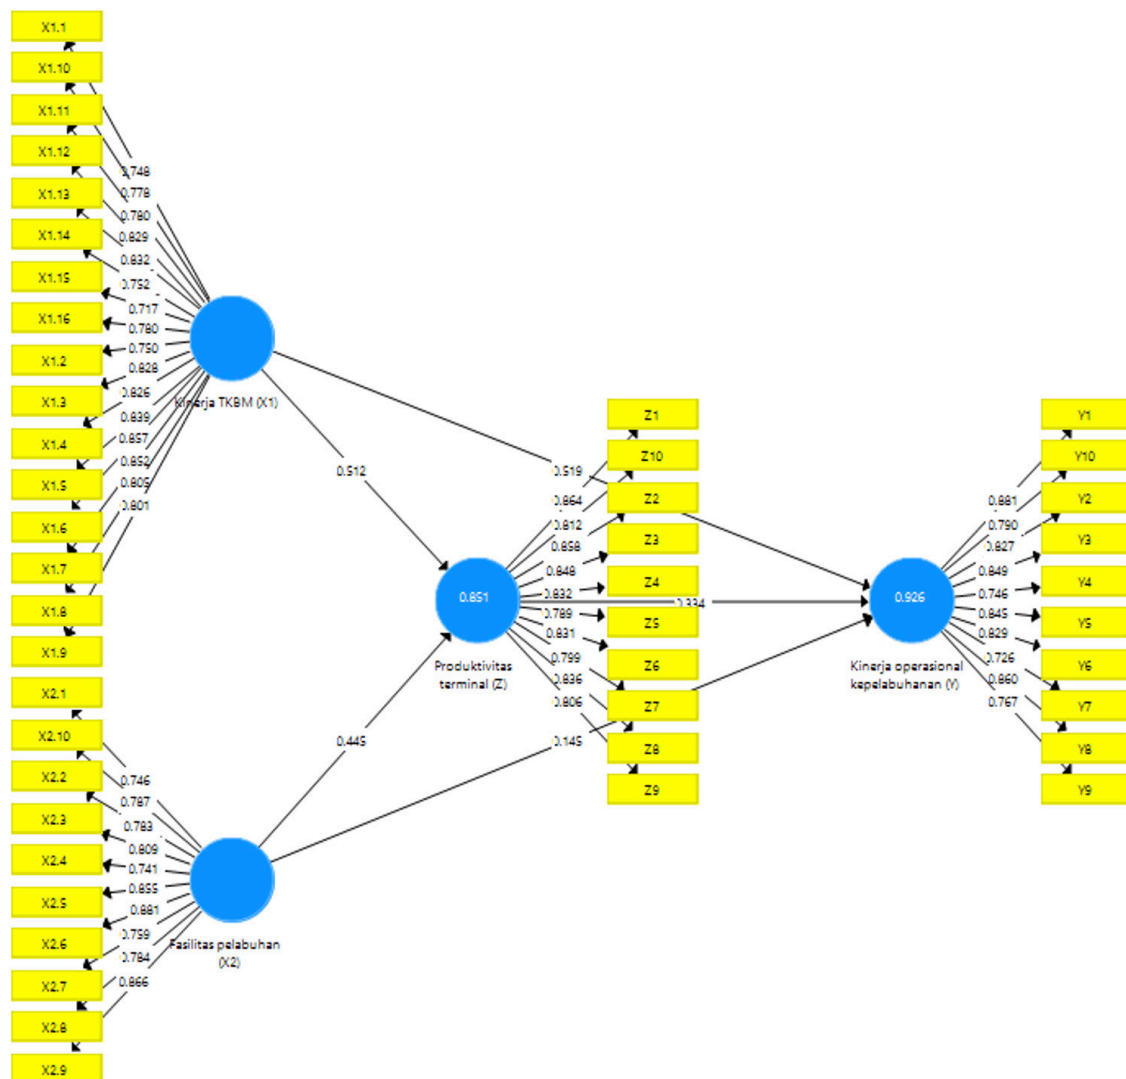 X1.1
X1.10
X1.11
X1.12
X1.13
X1.14
X1.15
X1.16
X1.2
X1.3
X1.4
X1.5
X1.6
X1.7
X1.8
X1.9
0.748
0.778
0.780
0.829
0.832
0.752
0.717
0.780
0.750
0.828
0.826
0.839
0.857
0.852
0.805
0.801
Kinerja TKBM (X1)
X2.1
X2.10
X2.2
X2.3
X2.4
X2.5
X2.6
X2.7
X2.8
X2.9
0.746
0.787
0.783
0.809
0.741
0.855
0.881
0.759
0.784
0.866
Fasilitas pelabuhan
(X2)
0.512
0.519
0.445
0.145
0.334
0.851
Produktivitas
terminal (Z)
0.864
0.812
0.858
0.848
0.832
0.789
0.831
0.799
0.836
0.806
Z1
Z10
Z2
Z3
Z4
Z5
Z6
Z7
Z8
Z9
0.926
Kinerja operasional
kepelabuhanan (Y)
0.881
0.790
0.827
0.849
0.746
0.845
0.829
0.726
0.860
0.767
Y1
Y10
Y2
Y3
Y4
Y5
Y6
Y7
Y8
Y9